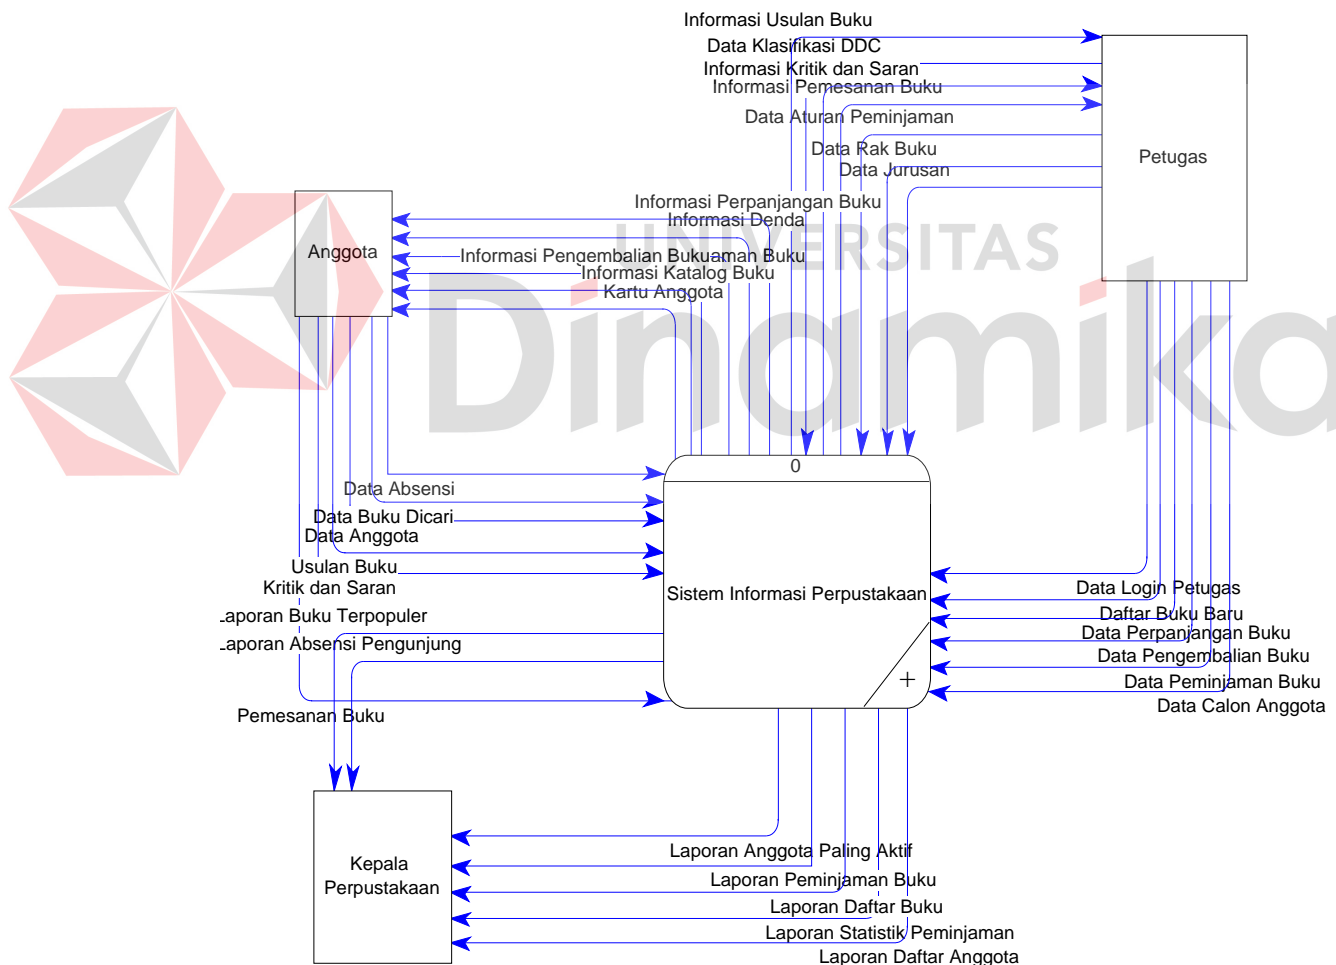 Informasi Usulan Buku
Data Klasifikasi DDC
Informasi Kritik dan Saran
Informasi Pemesanan Buku
Data Aturan Peminjaman
Data Rak Buku
Petugas
Data Jurusan
Informasi Perpanjangan Buku
Informasi Denda
UNIVERSITAS
Anggota
Informasi Pengembalian Buku
aman Buku
Informasi Katalog Buku
Kartu Anggota
Dinamika
0
Data Absensi
Data Buku Dicari
Data Anggota
Usulan Buku
Kritik dan Saran
Sistem Informasi Perpustakaan
Data Login Petugas
Laporan Buku Terpopuler
Daftar Buku Baru
Data Perpanjangan Buku
Laporan Absensi Pengunjung
Data Pengembalian Buku
+
Data Peminjaman Buku
Data Calon Anggota
Pemesanan Buku
Kepala
Perpustakaan
Laporan Anggota Paling Aktif
Laporan Peminjaman Buku
Laporan Daftar Buku
Laporan Statistik Peminjaman
Laporan Daftar Anggota